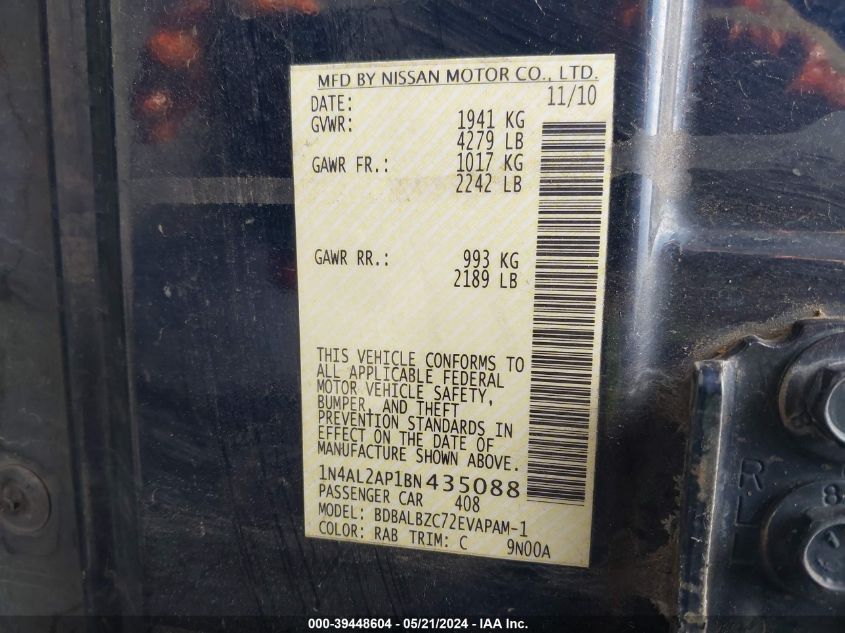 MFD BY NISSAN MOTOR CO., LTD.
DATE: 11/10
GVWR: 1941 KG
4279 LB
GAWR FR.: 1017 KG
2242 LB
GAWR RR.: 993 KG
2189 LB
THIS VEHICLE CONFORMS TO
ALL APPLICABLE FEDERAL
MOTOR VEHICLE SAFETY,
BUMPER, AND THEFT
PREVENTION STANDARDS IN
EFFECT ON THE DATE OF
MANUFACTURE SHOWN ABOVE.
1N4AL2AP1BN435088
PASSENGER CAR 408
MODEL: BDBALBZC72EVAPAM-1
COLOR: RAB TRIM: C 9N00A
R
L
8
000-39448604 - 05/21/2024 - IAA Inc.